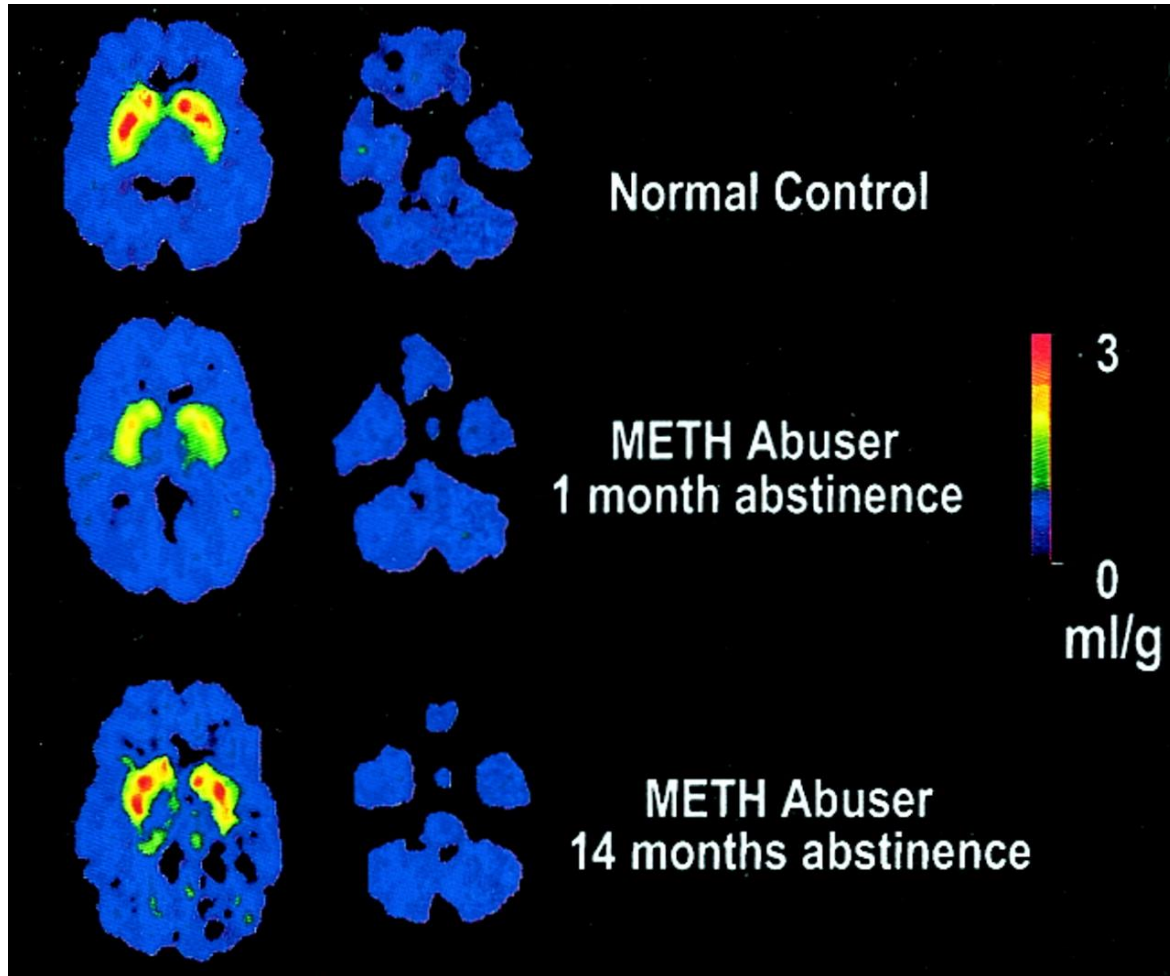 Normal Control
METH Abuser
1 month abstinence
3
0
ml/g
METH Abuser
14 months abstinence